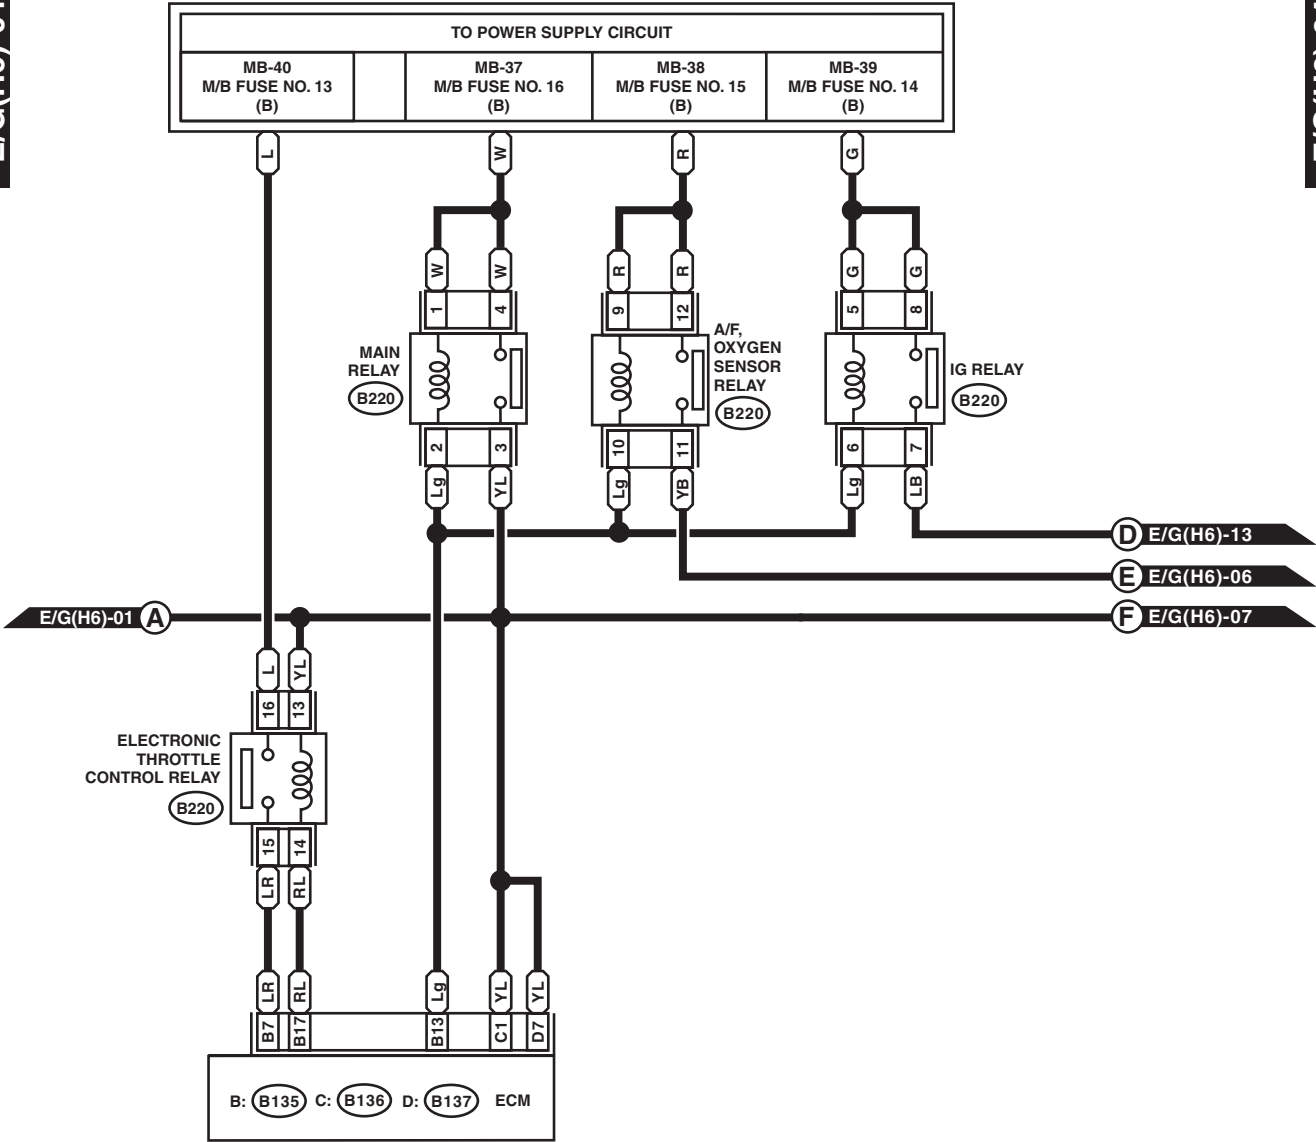 TO POWER SUPPLY CIRCUIT
MB-40
M/B FUSE NO. 13
(B)
MB-37
M/B FUSE NO. 16
(B)
MB-38
M/B FUSE NO. 15
(B)
MB-39
M/B FUSE NO. 14
(B)
L
W
R
G
W
W
R
R
G
G
1
4
9
12
5
8
MAIN
RELAY
B220
A/F,
OXYGEN
SENSOR
RELAY
B220
IG RELAY
B220
2
3
10
11
6
7
Lg
YL
Lg
YB
Lg
LB
D E/G(H6)-13
E E/G(H6)-06
E/G(H6)-01 A
F E/G(H6)-07
L
YL
16
13
ELECTRONIC
THROTTLE
CONTROL RELAY
B220
15
14
LR
RL
LR
RL
Lg
YL
YL
B7
B17
B13
C1
D7
B: B135 C: B136 D: B137 ECM